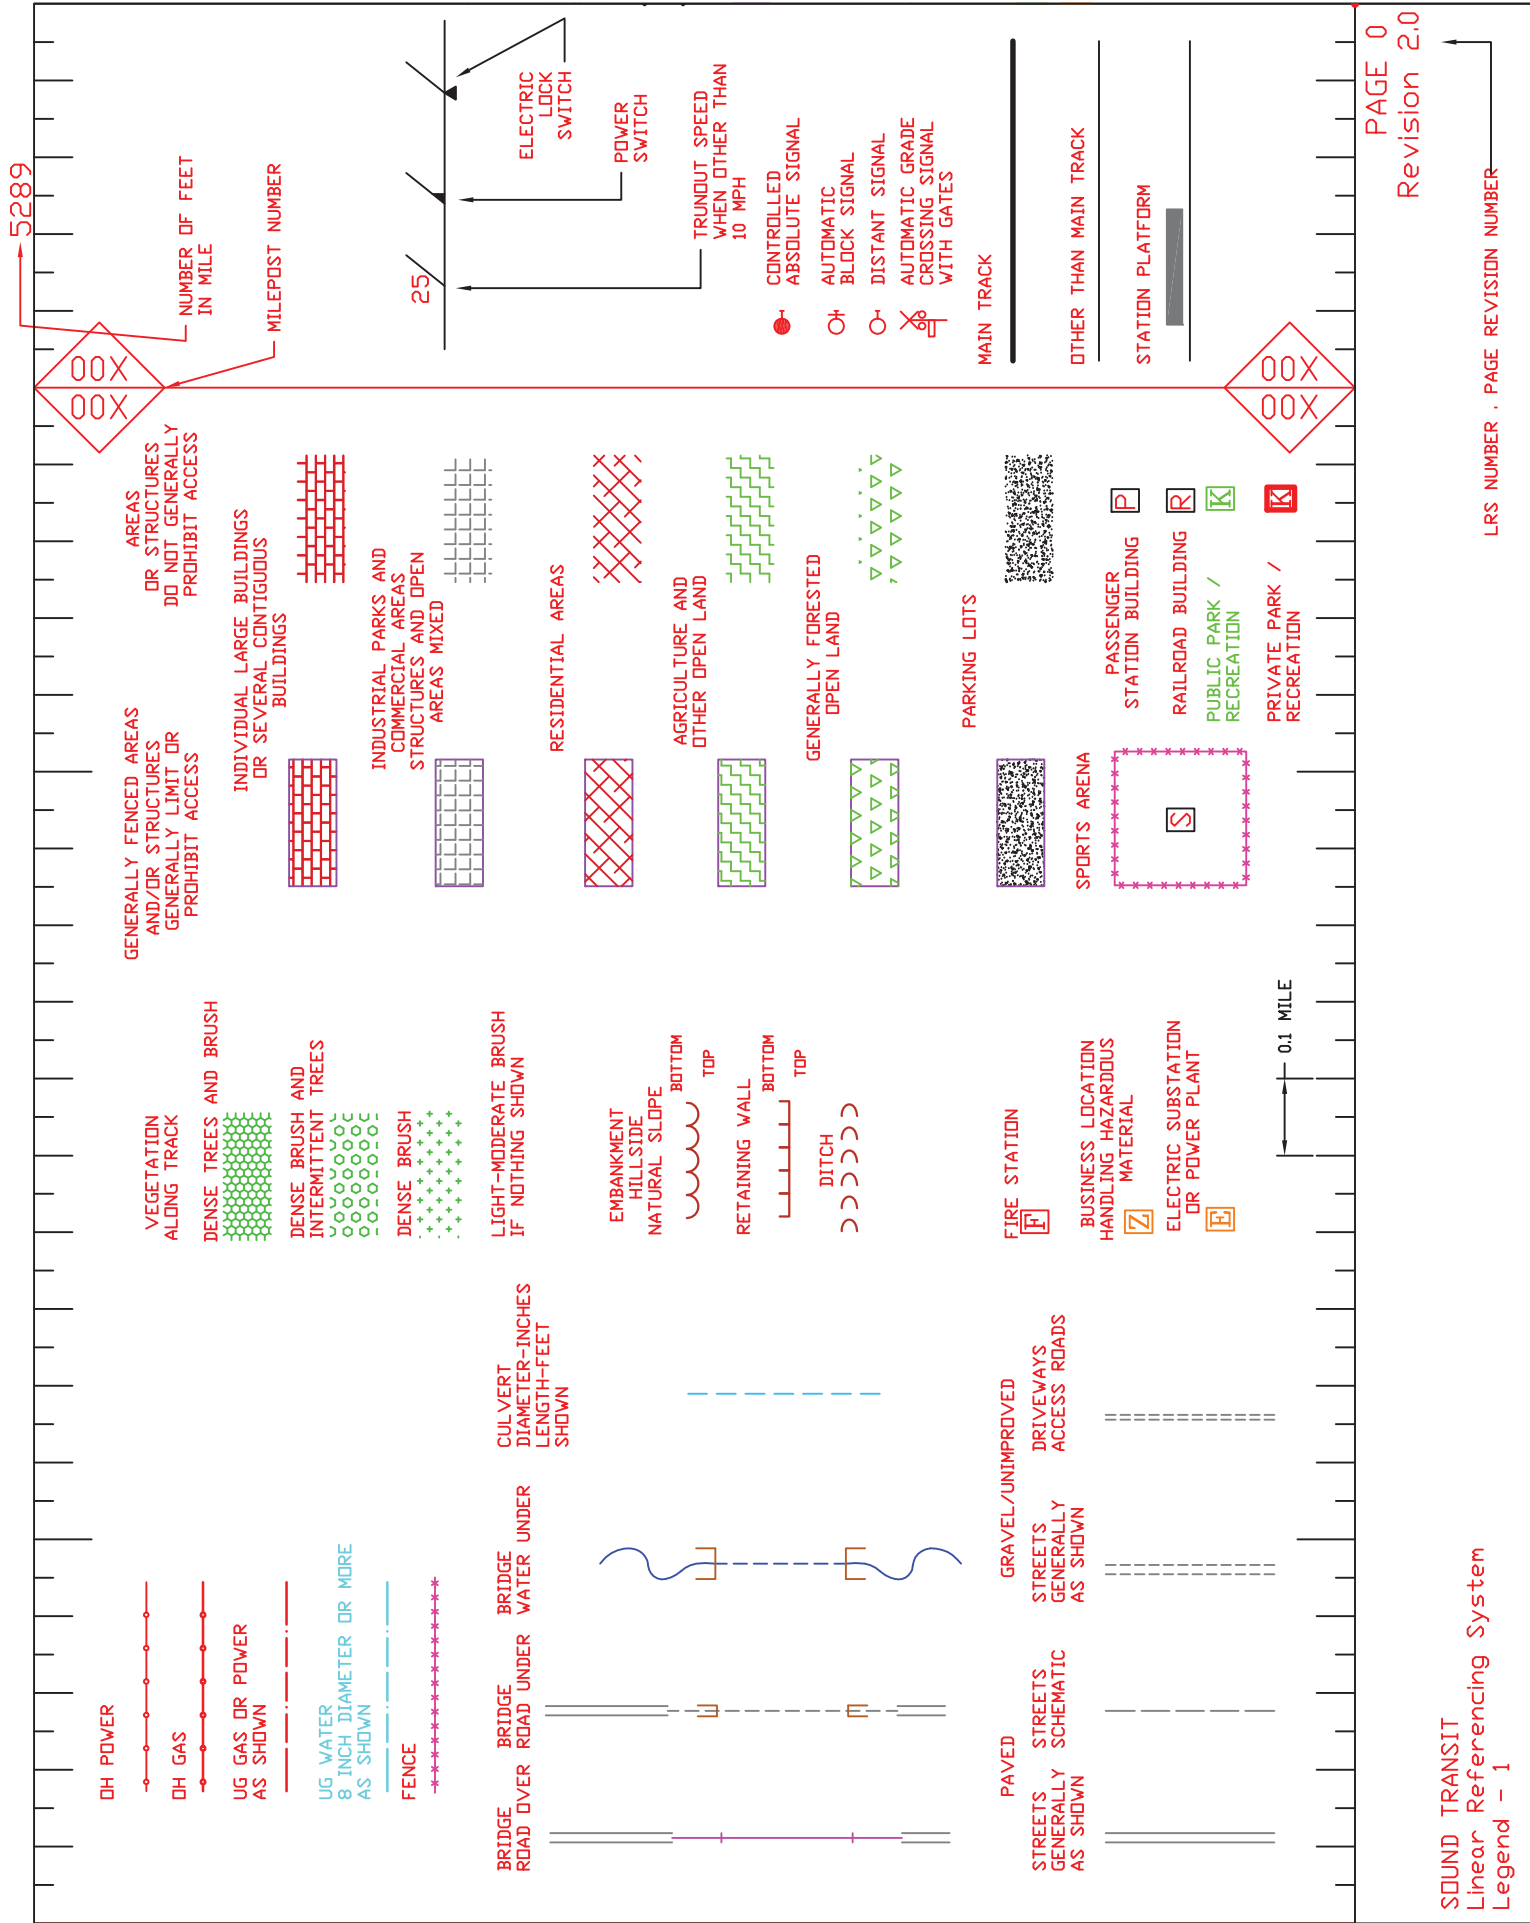 OH POWER
OH GAS
UG GAS OR POWER
AS SHOWN
UG WATER
8 INCH DIAMETER OR MORE
AS SHOWN
FENCE
BRIDGE
ROAD OVER
BRIDGE
ROAD UNDER
BRIDGE
WATER UNDER
CULVERT
DIAMETER-INCHES
LENGTH-FEET
SHOWN
PAVED
STREETS
GENERALLY
AS SHOWN
STREETS
SCHEMATIC
GRAVEL/UNIMPROVED
STREETS
GENERALLY
AS SHOWN
DRIVEWAYS
ACCESS ROADS
VEGETATION
ALONG TRACK
DENSE TREES AND BRUSH
DENSE BRUSH AND
INTERMITTENT TREES
DENSE BRUSH
LIGHT-MODERATE BRUSH
IF NOTHING SHOWN
EMBANKMENT
HILLSIDE
NATURAL SLOPE
BOTTOM
TOP
RETAINING WALL
BOTTOM
TOP
DITCH
FIRE STATION
F
BUSINESS LOCATION
HANDLING HAZARDOUS
MATERIAL
Z
ELECTRIC SUBSTATION
OR POWER PLANT
E
0.1 MILE
GENERALLY FENCED AREAS
AND/OR STRUCTURES
GENERALLY LIMIT OR
PROHIBIT ACCESS
AREAS
OR STRUCTURES
DO NOT GENERALLY
PROHIBIT ACCESS
INDIVIDUAL LARGE BUILDINGS
OR SEVERAL CONTIGUOUS
BUILDINGS
INDUSTRIAL PARKS AND
COMMERCIAL AREAS
STRUCTURES AND OPEN
AREAS MIXED
RESIDENTIAL AREAS
AGRICULTURE AND
OTHER OPEN LAND
GENERALLY FORESTED
OPEN LAND
PARKING LOTS
SPORTS ARENA
S
PASSENGER
STATION BUILDING
P
RAILROAD BUILDING
R
PUBLIC PARK /
RECREATION
K
PRIVATE PARK /
RECREATION
K
00X
00X
5289
NUMBER OF FEET
IN MILE
MILEPOST NUMBER
25
ELECTRIC
LOCK
SWITCH
POWER
SWITCH
TRUNOUT SPEED
WHEN OTHER THAN
10 MPH
CONTROLLED
ABSOLUTE SIGNAL
AUTOMATIC
BLOCK SIGNAL
DISTANT SIGNAL
AUTOMATIC GRADE
CROSSING SIGNAL
WITH GATES
MAIN TRACK
OTHER THAN MAIN TRACK
STATION PLATFORM
00X
00X
PAGE 0
Revision 2.0
LRS NUMBER , PAGE REVISION NUMBER
SOUND TRANSIT
Linear Referencing System
Legend - 1